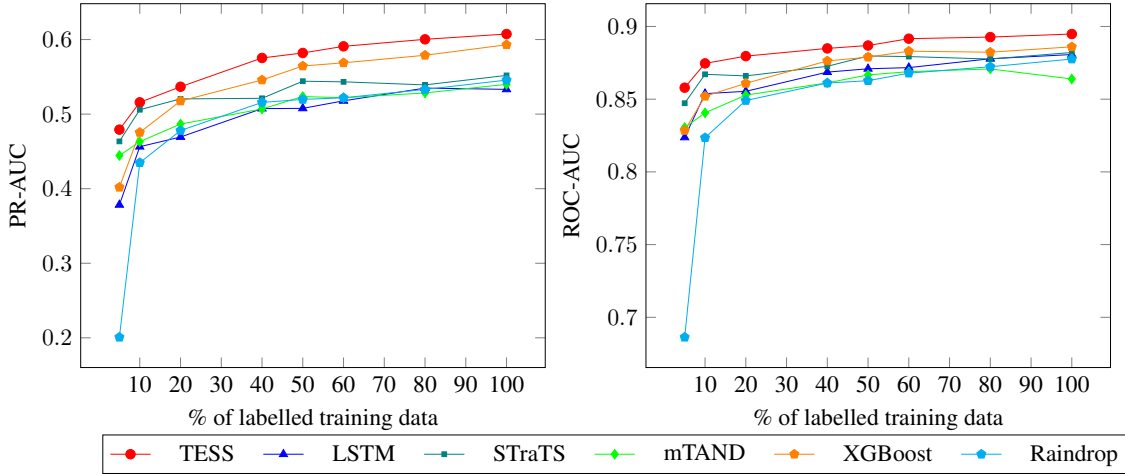 PR-AUC
0.6
0.5
0.4
0.3
0.2
10 20 30 40 50 60 70 80 90 100
% of labelled training data
ROC-AUC
0.9
0.85
0.8
0.75
0.7
10 20 30 40 50 60 70 80 90 100
% of labelled training data
TESS LSTM STraTS mTAND XGBoost Raindrop